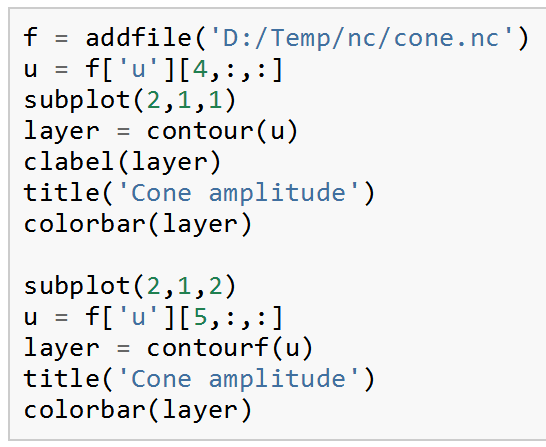 f = addfile('D:/Temp/nc/cone.nc')
u = f['u'][4,:,:]
subplot(2,1,1)
layer = contour(u)
clabel(layer)
title('Cone amplitude')
colorbar(layer)

subplot(2,1,2)
u = f['u'][5,:,:]
layer = contourf(u)
title('Cone amplitude')
colorbar(layer)